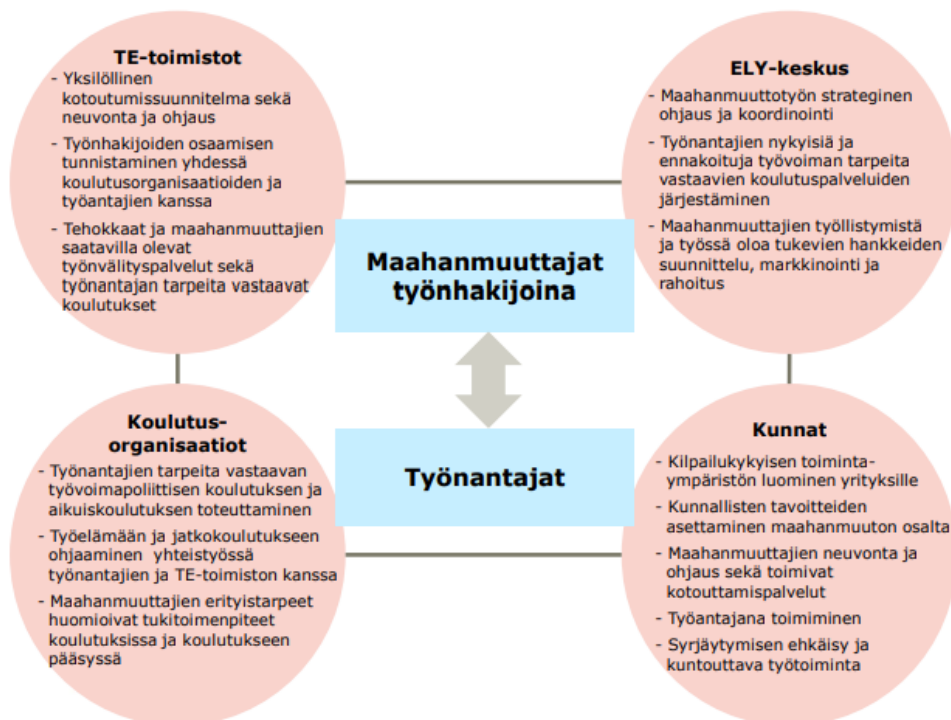 TE-toimistot
- Yksilöllinen
kotoutumissuunnitelma sekä
neuvonta ja ohjaus
- Työnhakijoiden osaamisen
tunnistaminen yhdessä
koulutusorganisaatioiden ja
työantajien kanssa
- Tehokkaat ja maahanmuuttajien
saatavilla olevat
työnvälityspalvelut sekä
työnantajan tarpeita vastaavat
koulutukset
ELY-keskus
- Maahanmuuttotyön strateginen
ohjaus ja koordinointi
- Työnantajien nykyisiä ja
ennakoituja työvoiman tarpeita
vastaavien koulutuspalveluiden
järjestäminen
- Maahanmuuttajien työllistymistä
ja työssä oloa tukevien hankkeiden
suunnittelu, markkinointi ja
rahoitus
Maahanmuuttajat
työnhakijoina
Työnantajat
Koulutus-
organisaatiot
- Työnantajien tarpeita vastaavan
työvoimapoliittisen koulutuksen ja
aikuiskoulutuksen toteuttaminen
- Työelämään ja jatkokoulutukseen
ohjaaminen yhteistyössä
työnantajien ja TE-toimiston kanssa
- Maahanmuuttajien erityistarpeet
huomioivat tukitoimenpiteet
koulutuksissa ja koulutukseen
pääsyssä
Kunnat
- Kilpailukykyisen toiminta-
ympäristön luominen yrityksille
- Kunnallisten tavoitteiden
asettaminen maahanmuuton osalta
- Maahanmuuttajien neuvonta ja
ohjaus sekä toimivat
kotouttamispalvelut
- Työantajana toimiminen
- Syrjäytymisen ehkäisy ja
kuntouttava työtoiminta